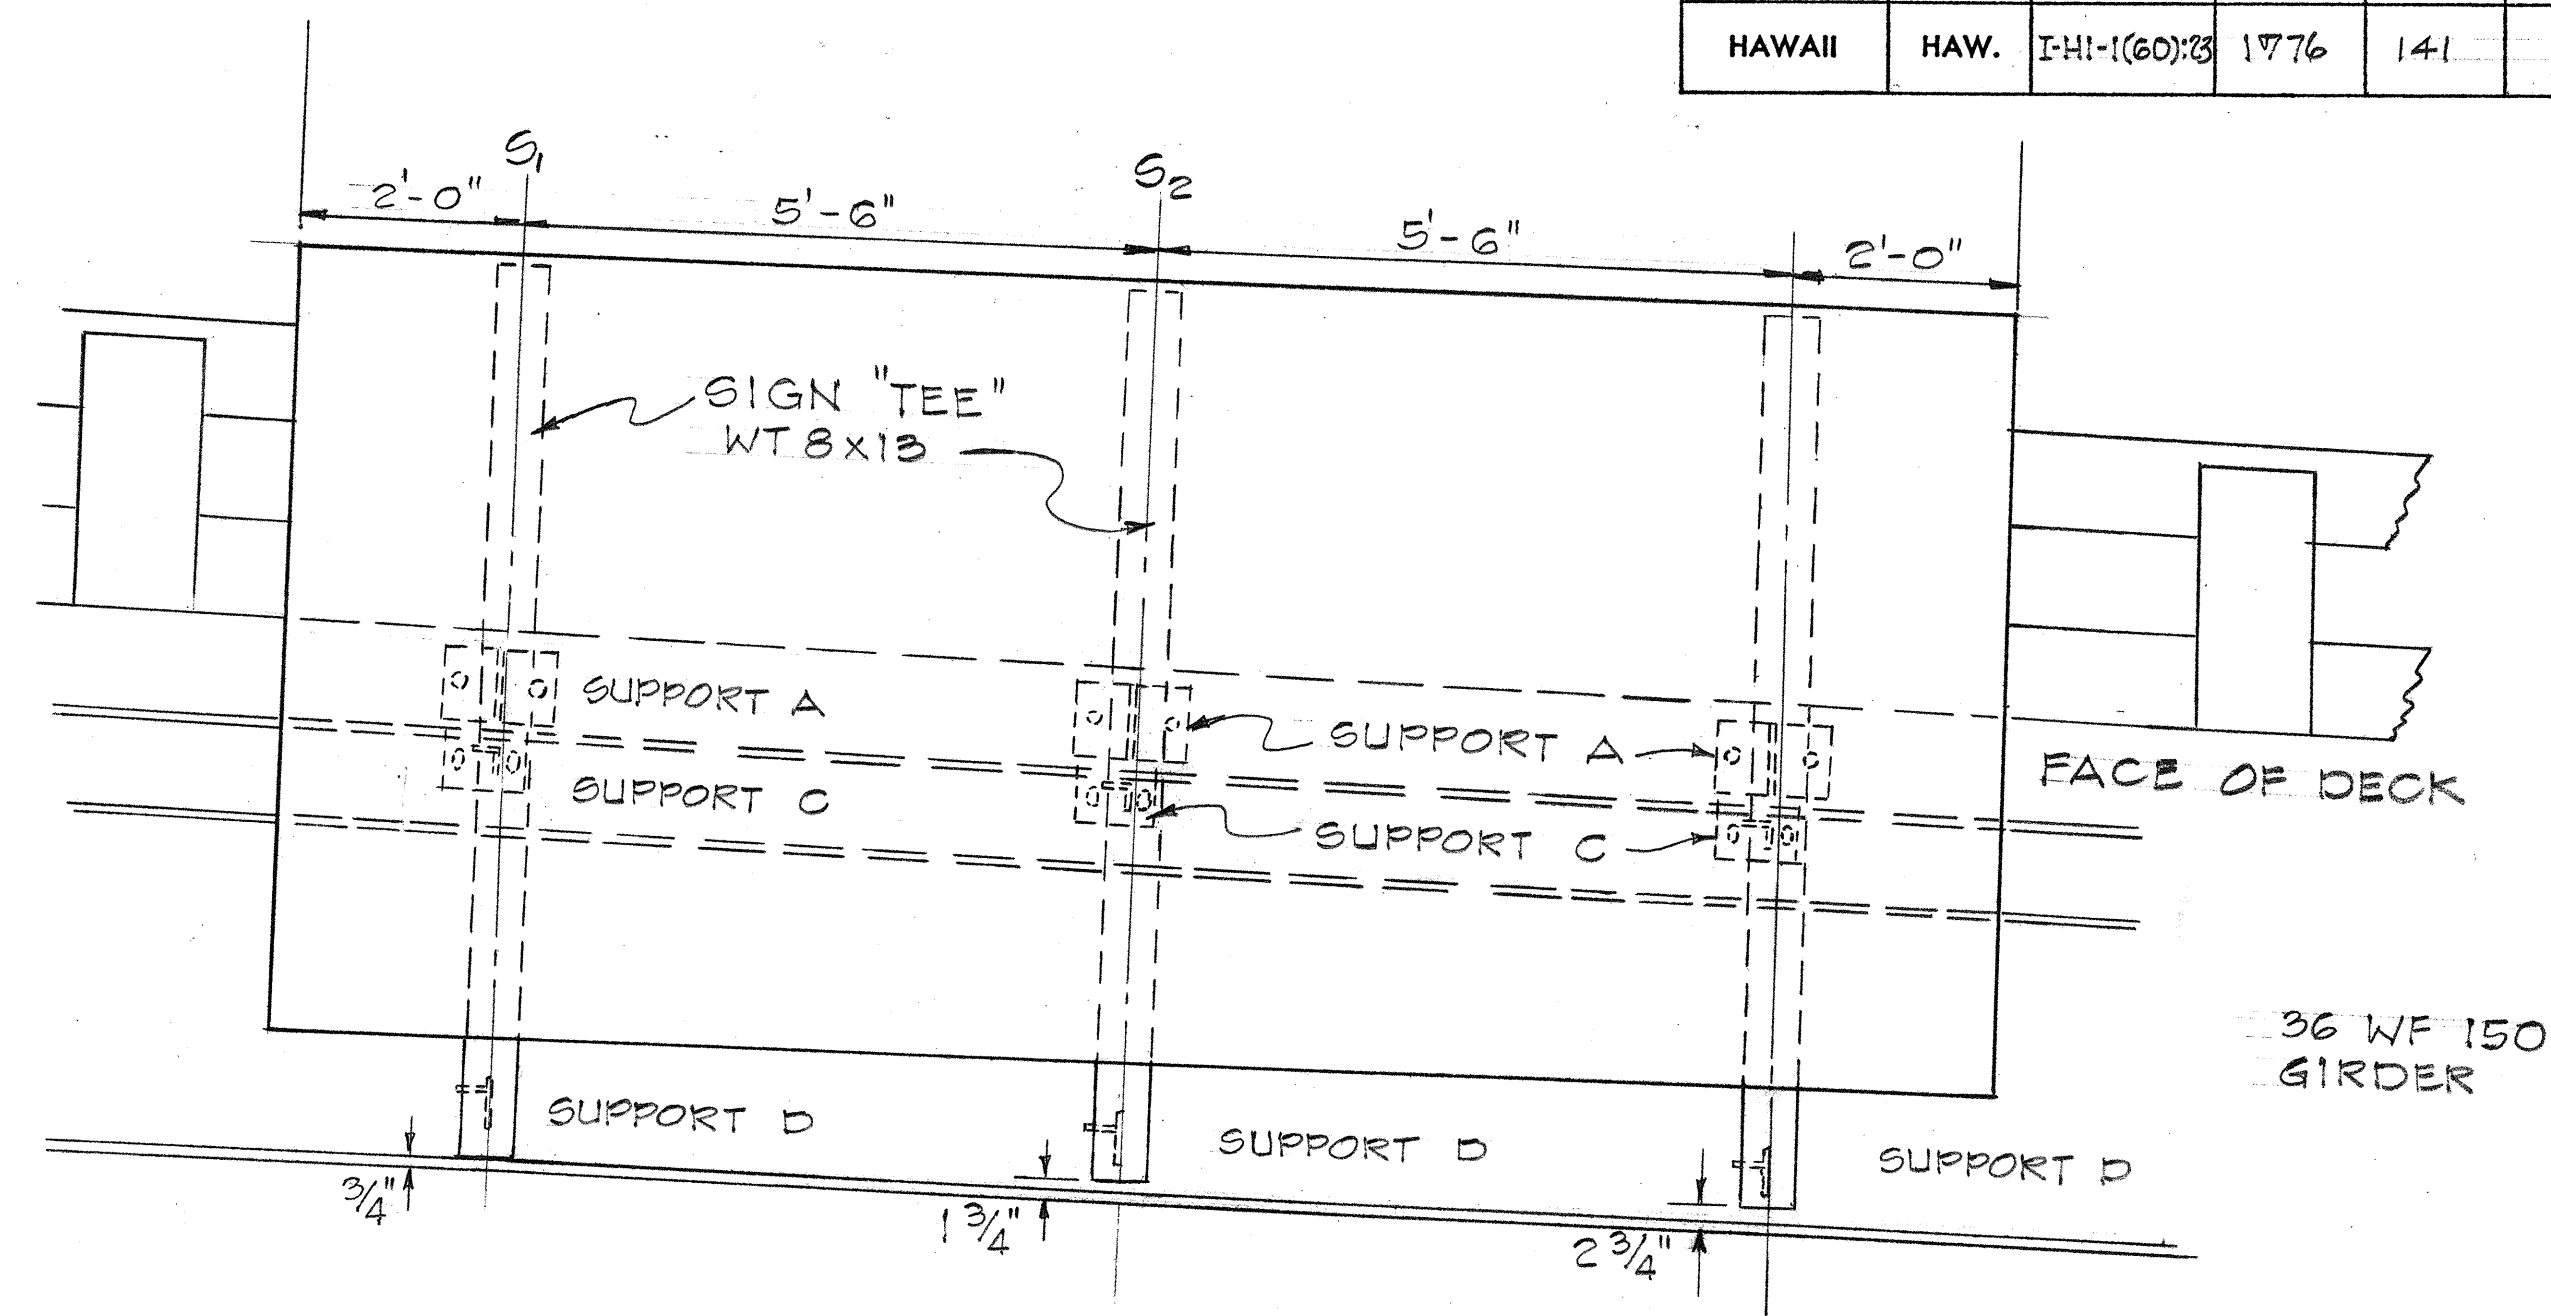 HAWAII HAW. I-H1-1(60):23 1776 141
S1
S2
2'-0" 5'-6" 5'-6" 2'-0"
SIGN "TEE"
WT 8x13
SUPPORT A
SUPPORT A
FACE OF DECK
SUPPORT C
SUPPORT C
36 WF 150
GIRDER
SUPPORT D
SUPPORT D
SUPPORT D
3/4"
1 3/4"
2 3/4"